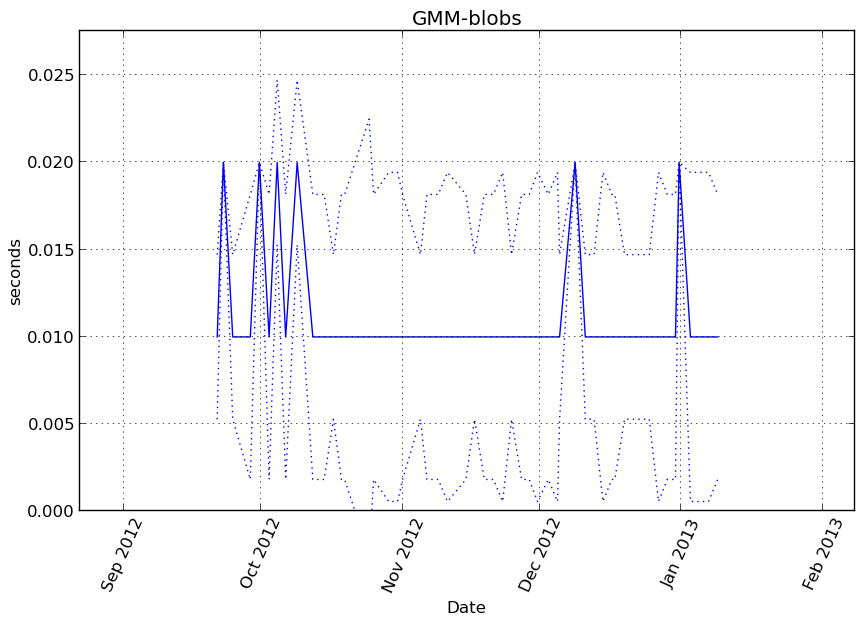 GMM-blobs
0.025
0.020
0.015
0.010
0.005
0.000
seconds
Sep 2012
Oct 2012
Nov 2012
Dec 2012
Jan 2013
Feb 2013
Date